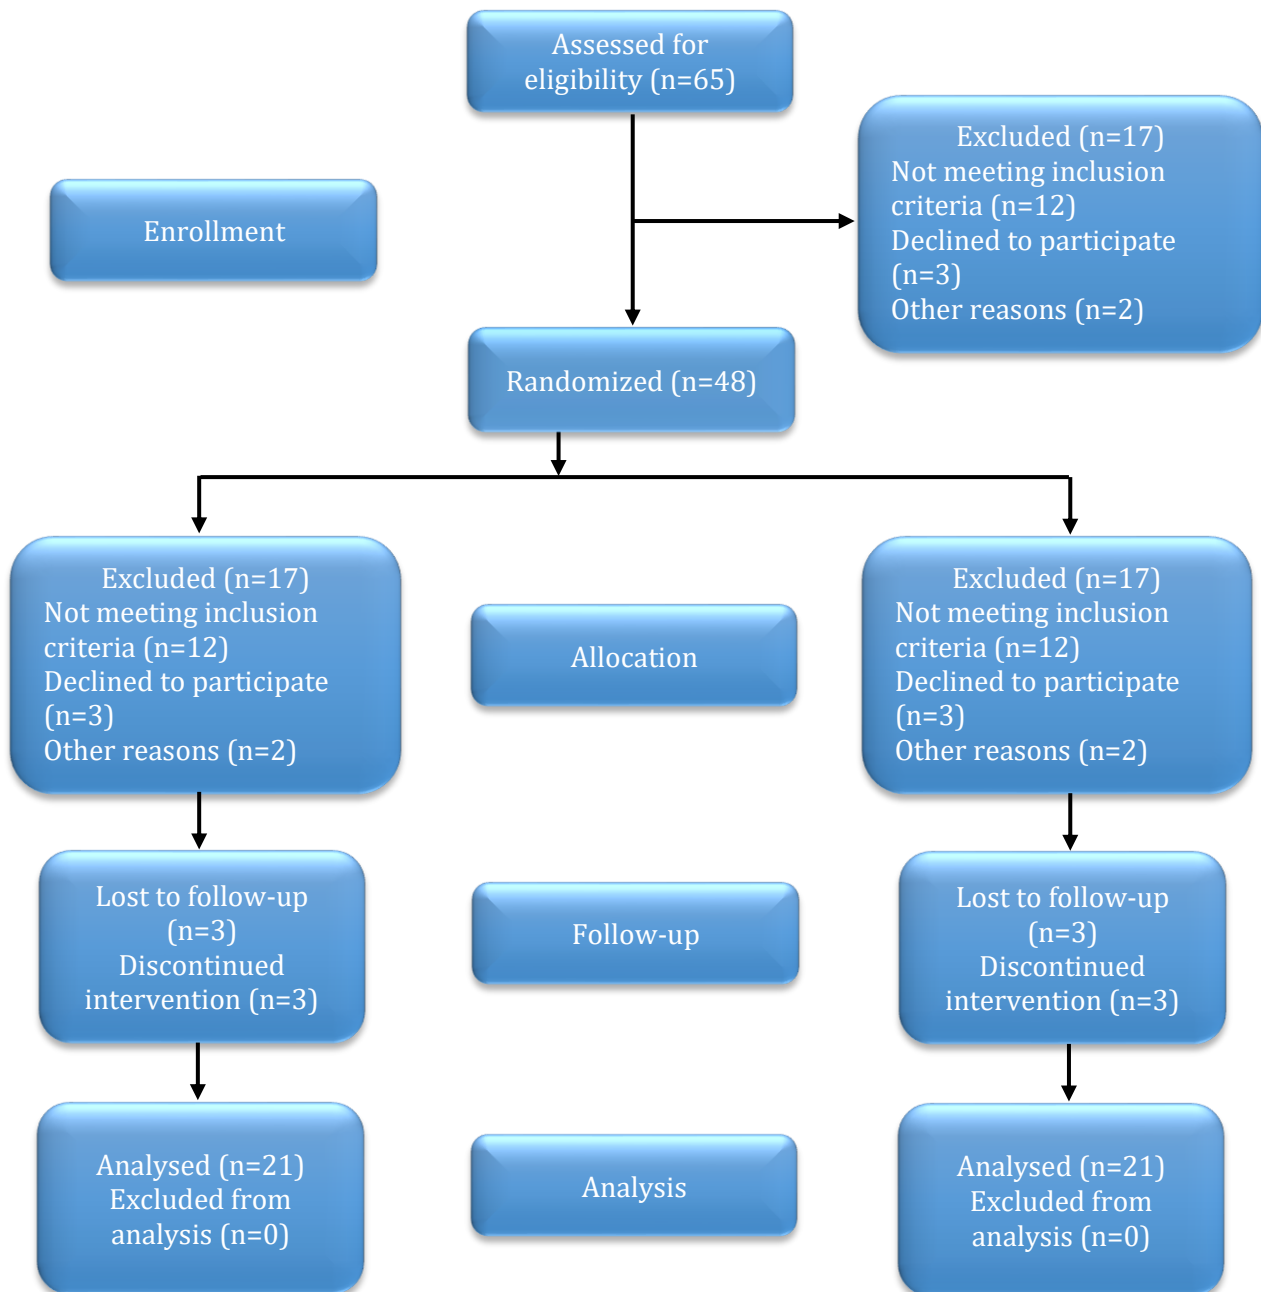 Assessed for
eligibility (n=65)
Excluded (n=17)
Not meeting inclusion
criteria (n=12)
Declined to participate
(n=3)
Other reasons (n=2)
Enrollment
Randomized (n=48)
Excluded (n=17)
Not meeting inclusion
criteria (n=12)
Declined to participate
(n=3)
Other reasons (n=2)
Allocation
Excluded (n=17)
Not meeting inclusion
criteria (n=12)
Declined to participate
(n=3)
Other reasons (n=2)
Lost to follow-up
(n=3)
Discontinued
intervention (n=3)
Follow-up
Lost to follow-up
(n=3)
Discontinued
intervention (n=3)
Analysed (n=21)
Excluded from
analysis (n=0)
Analysis
Analysed (n=21)
Excluded from
analysis (n=0)